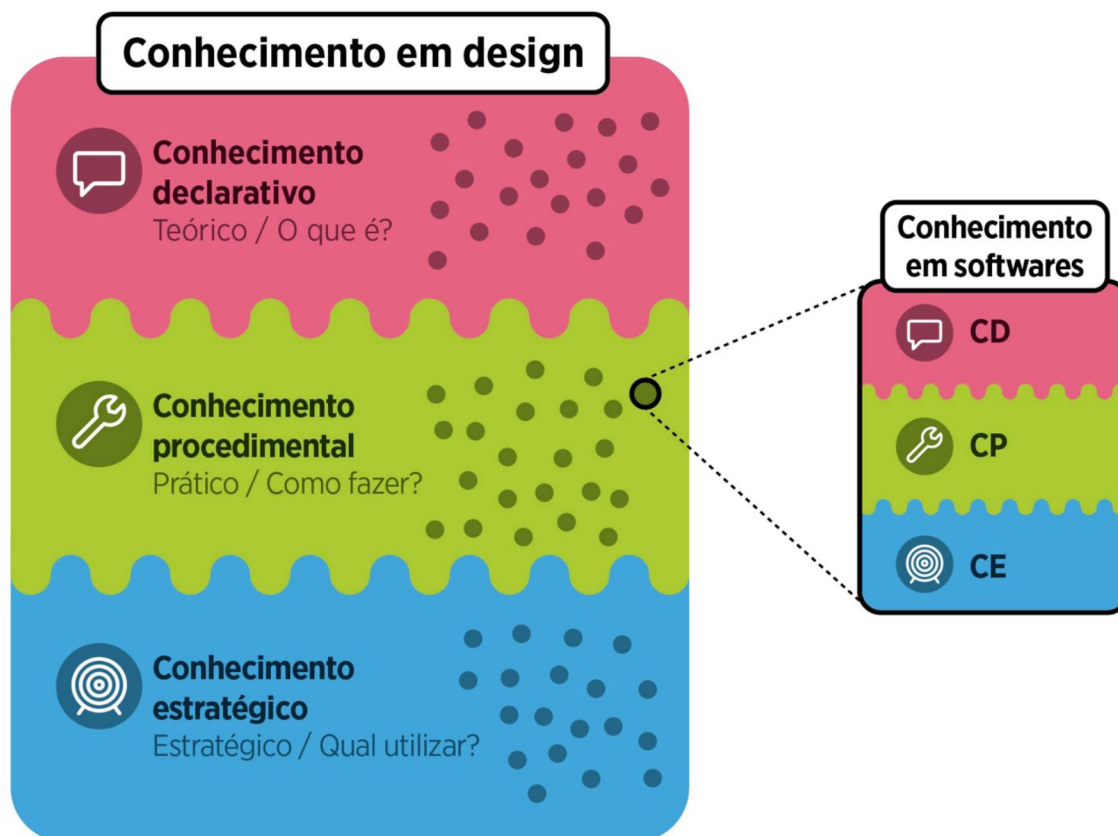 Conhecimento em design
Conhecimento
declarativo
Teórico / O que é?
Conhecimento
procedimental
Prático / Como fazer?
Conhecimento
estratégico
Estratégico / Qual utilizar?
Conhecimento
em softwares
CD
CP
CE